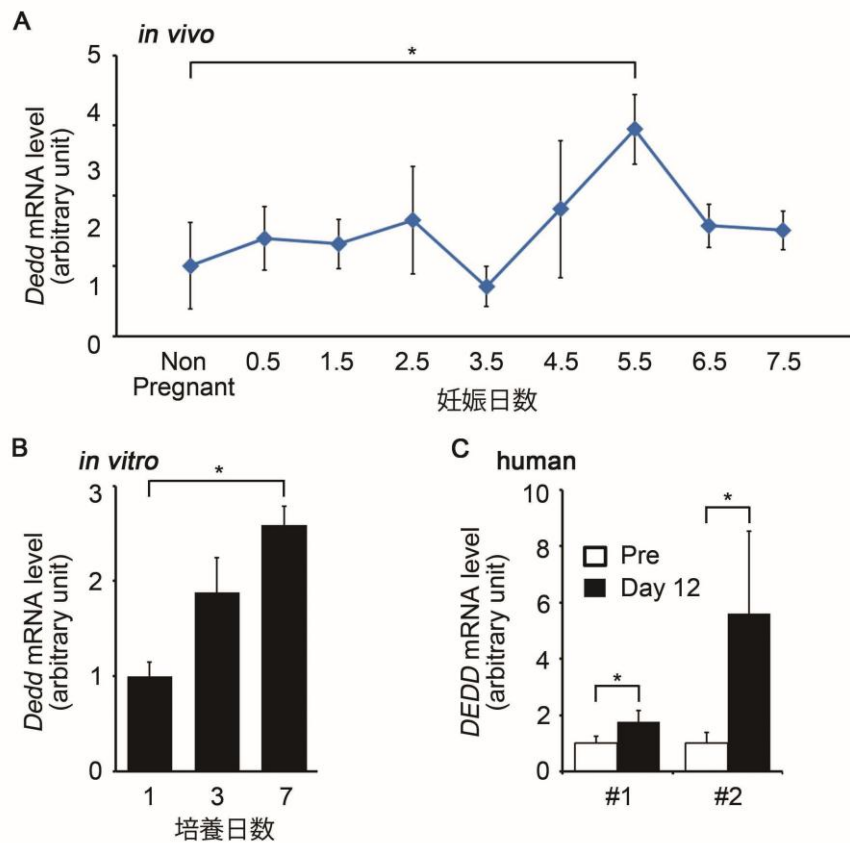 A
in vivo
*
Dedd mRNA level
(arbitrary unit)
5
4
3
2
1
0
Non
Pregnant
0.5
1.5
2.5
3.5
4.5
5.5
6.5
7.5
妊娠日数
B
in vitro
*
Dedd mRNA level
(arbitrary unit)
3
2
1
0
1
3
7
培養日数
C
human
DEDD mRNA level
(arbitrary unit)
10
8
6
4
2
0
Pre
Day 12
*
*
#1
#2